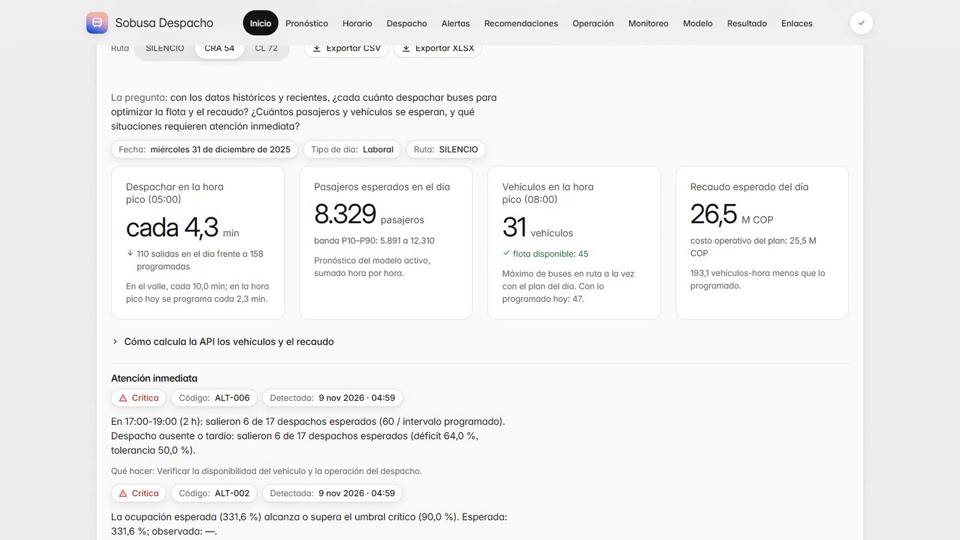 Sobusa Despacho
Inicio Pronóstico Horario Despacho Alertas Recomendaciones Operación Monitoreo Modelo Resultado Enlaces
Ruta SILENCIO CRA 54 CL 72 Exportar CSV Exportar XLSX
La pregunta: con los datos históricos y recientes, ¿cada cuánto despachar buses para
optimizar la flota y el recaudo? ¿Cuántos pasajeros y vehículos se esperan, y qué
situaciones requieren atención inmediata?
Fecha: miércoles 31 de diciembre de 2025 Tipo de día: Laboral Ruta: SILENCIO
Despachar en la hora
pico (05:00)
cada 4,3 min
110 salidas en el día frente a 158
programadas
En el valle, cada 10,0 min; en la hora
pico hoy se programa cada 2,3 min.
Pasajeros esperados en el día
8.329 pasajeros
banda P10–P90: 5.891 a 12.310
Pronóstico del modelo activo,
sumado hora por hora.
Vehículos en la hora
pico (08:00)
31 vehículos
flota disponible: 45
Máximo de buses en ruta a la vez
con el plan del día. Con lo
programado hoy: 47.
Recaudo esperado del día
26,5 M COP
costo operativo del plan: 25,5 M
COP
193,1 vehículos-hora menos que lo
programado.
Cómo calcula la API los vehículos y el recaudo
Atención inmediata
Crítica Código: ALT-006 Detectada: 9 nov 2026 · 04:59
En 17:00-19:00 (2 h): salieron 6 de 17 despachos esperados (60 / intervalo programado).
Despacho ausente o tardío: salieron 6 de 17 despachos esperados (déficit 64,0 %,
tolerancia 50,0 %).
Qué hacer: Verificar la disponibilidad del vehículo y la operación del despacho.
Crítica Código: ALT-002 Detectada: 9 nov 2026 · 04:59
La ocupación esperada (331,6 %) alcanza o supera el umbral crítico (90,0 %). Esperada:
331,6 %; observada: —.